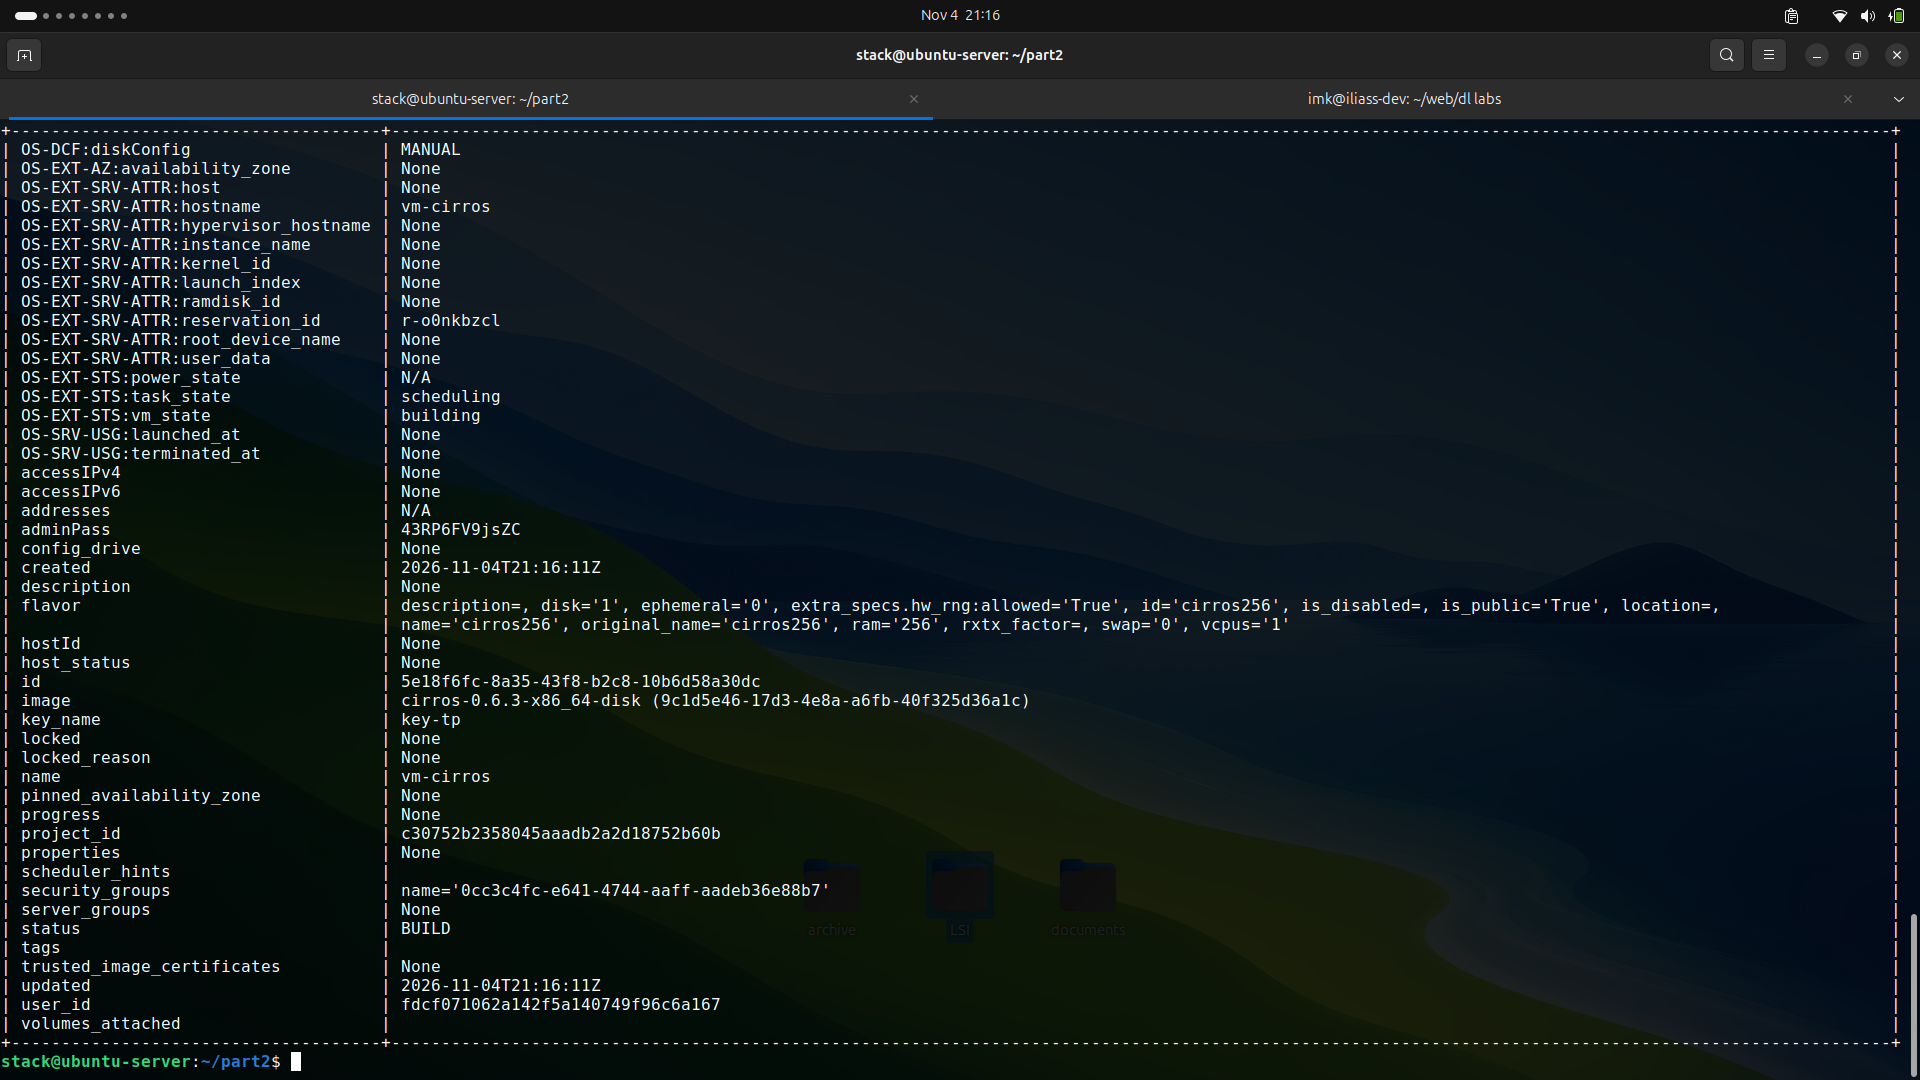 Nov 4 21:16
stack@ubuntu-server: ~/part2
stack@ubuntu-server: ~/part2
imk@iliass-dev: ~/web/dl labs
+-------------------------------------+------------------------------------------------------------------------------------------------------------------------------------------------------+
| OS-DCF:diskConfig | MANUAL |
| OS-EXT-AZ:availability_zone | None |
| OS-EXT-SRV-ATTR:host | None |
| OS-EXT-SRV-ATTR:hostname | vm-cirros |
| OS-EXT-SRV-ATTR:hypervisor_hostname | None |
| OS-EXT-SRV-ATTR:instance_name | None |
| OS-EXT-SRV-ATTR:kernel_id | None |
| OS-EXT-SRV-ATTR:launch_index | None |
| OS-EXT-SRV-ATTR:ramdisk_id | None |
| OS-EXT-SRV-ATTR:reservation_id | r-o0nkbzcl |
| OS-EXT-SRV-ATTR:root_device_name | None |
| OS-EXT-SRV-ATTR:user_data | None |
| OS-EXT-STS:power_state | N/A |
| OS-EXT-STS:task_state | scheduling |
| OS-EXT-STS:vm_state | building |
| OS-SRV-USG:launched_at | None |
| OS-SRV-USG:terminated_at | None |
| accessIPv4 | None |
| accessIPv6 | None |
| addresses | N/A |
| adminPass | 43RP6FV9jsZC |
| config_drive | None |
| created | 2026-11-04T21:16:11Z |
| description | None |
| flavor | description=, disk='1', ephemeral='0', extra_specs.hw_rng:allowed='True', id='cirros256', is_disabled=, is_public='True', location=, |
| | name='cirros256', original_name='cirros256', ram='256', rxtx_factor=, swap='0', vcpus='1' |
| hostId | None |
| host_status | None |
| id | 5e18f6fc-8a35-43f8-b2c8-10b6d58a30dc |
| image | cirros-0.6.3-x86_64-disk (9c1d5e46-17d3-4e8a-a6fb-40f325d36a1c) |
| key_name | key-tp |
| locked | None |
| locked_reason | None |
| name | vm-cirros |
| pinned_availability_zone | None |
| progress | None |
| project_id | c30752b2358045aaadb2a2d18752b60b |
| properties | None |
| scheduler_hints | |
| security_groups | name='0cc3c4fc-e641-4744-aaff-aadeb36e88b7' |
| server_groups | None |
| status | BUILD |
| tags | |
| trusted_image_certificates | None |
| updated | 2026-11-04T21:16:11Z |
| user_id | fdcf071062a142f5a140749f96c6a167 |
| volumes_attached | |
+-------------------------------------+------------------------------------------------------------------------------------------------------------------------------------------------------+
stack@ubuntu-server:~/part2$
archive
LSI
documents